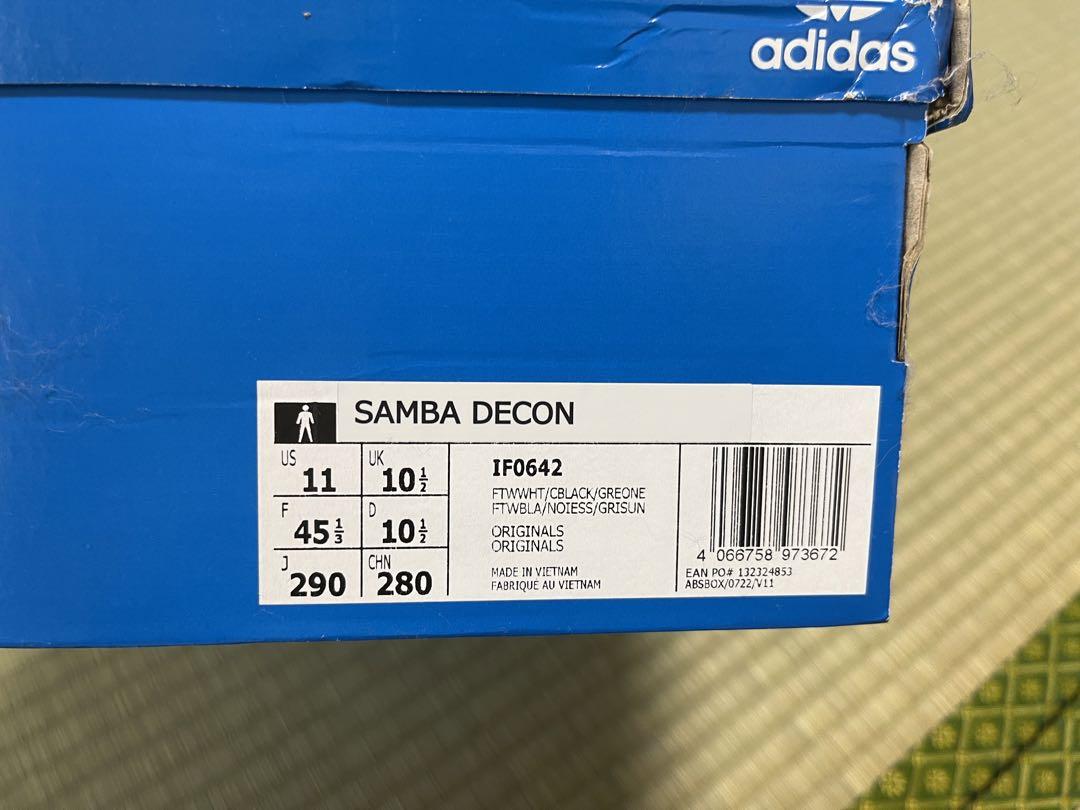 adidas
SAMBA DECON
US 11
UK 10½
F 45⅓
D 10½
J 290
CHN 280
IF0642
FTWWHT/CBLACK/GREONE
FTWBLA/NOIESS/GRISUN
ORIGINALS
ORIGINALS
MADE IN VIETNAM
FABRIQUÉ AU VIETNAM
4 066758 973672
EAN PO# 132324853
ABSBOX/0722/V11